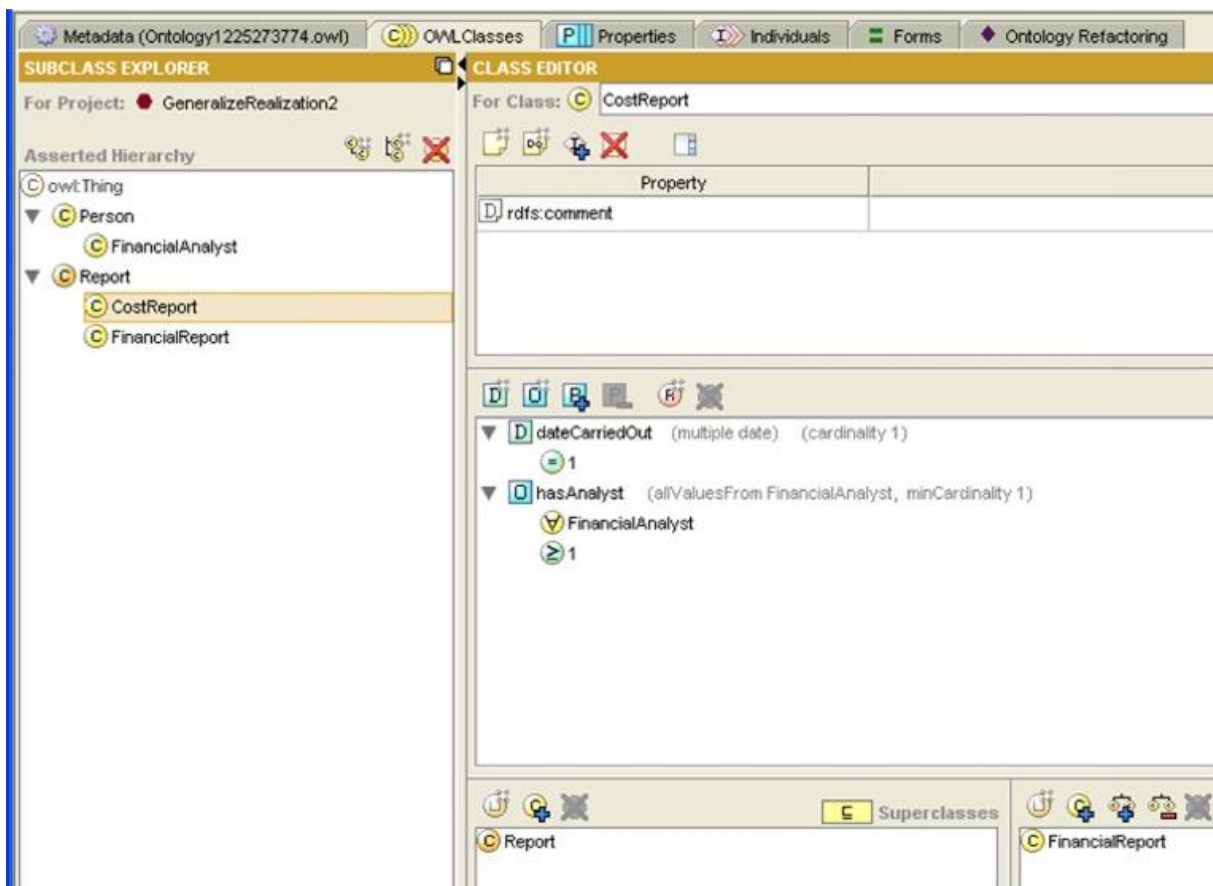 Metadata (Ontology1225273774.owl) OWLClasses Properties Individuals Forms Ontology Refactoring
SUBCLASS EXPLORER
For Project: GeneralizeRealization2
Asserted Hierarchy
owl:Thing
Person
FinancialAnalyst
Report
CostReport
FinancialReport
CLASS EDITOR
For Class: CostReport
Property
rdfs:comment
dateCarriedOut (multiple date) (cardinality 1)
= 1
hasAnalyst (allValuesFrom FinancialAnalyst, minCardinality 1)
∀ FinancialAnalyst
≥ 1
⊆ Superclasses
Report
FinancialReport